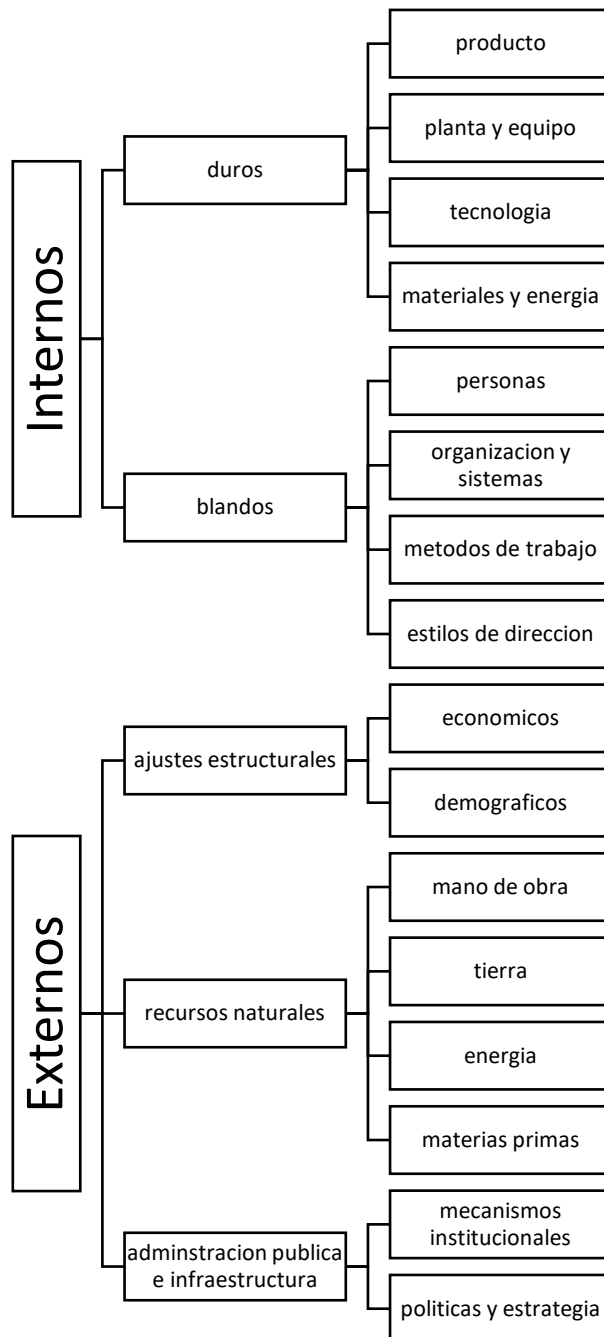 Internos
duros
producto
planta y equipo
tecnologia
materiales y energia
blandos
personas
organizacion y
sistemas
metodos de trabajo
estilos de direccion
Externos
ajustes estructurales
economicos
demograficos
recursos naturales
mano de obra
tierra
energia
materias primas
adminstracion publica
e infraestructura
mecanismos
institucionales
politicas y estrategia